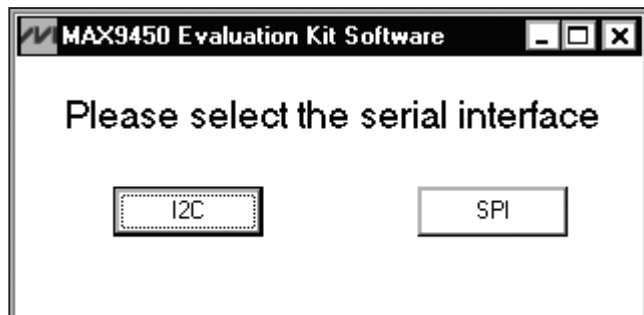 MAX9450 Evaluation Kit Software
Please select the serial interface
I2C SPI